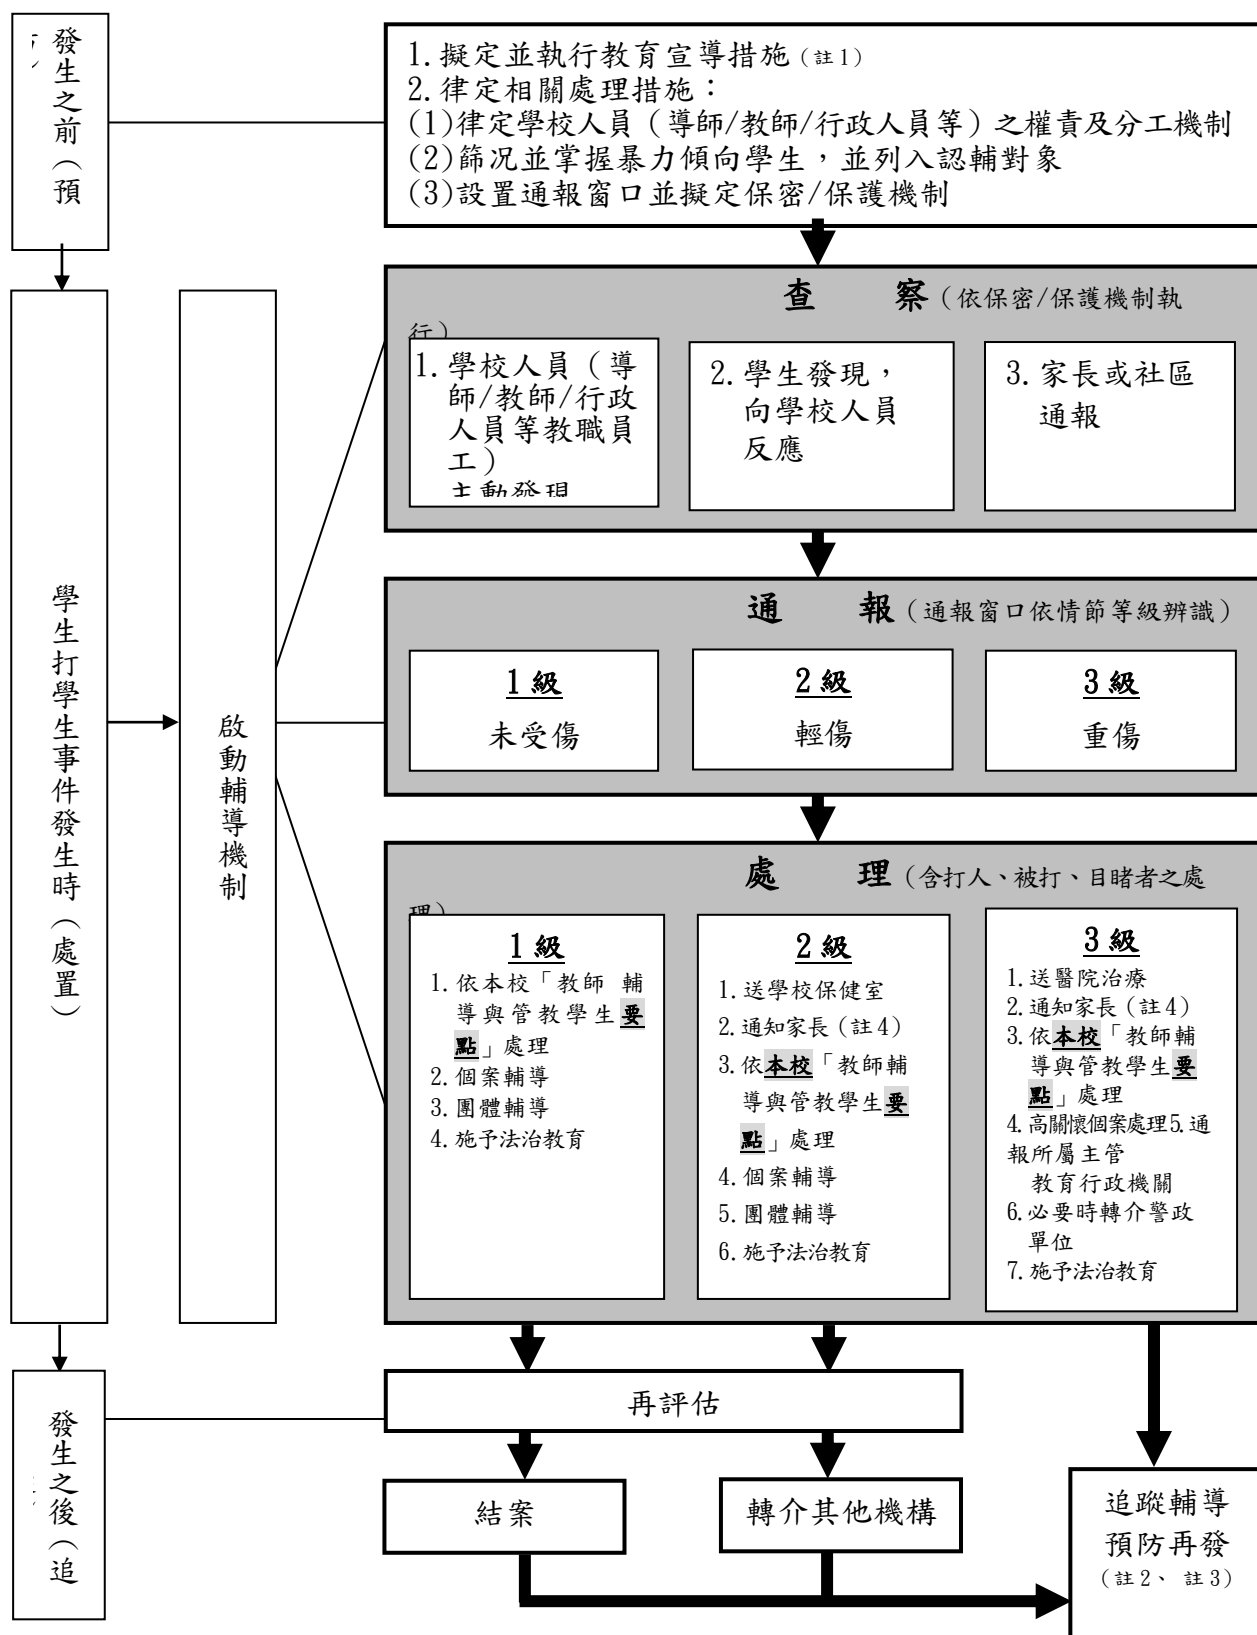 發生之前（預
1.擬定並執行教育宣導措施（註1）
2.律定相關處理措施：
(1)律定學校人員（導師/教師/行政人員等）之權責及分工機制
(2)篩況並掌握暴力傾向學生，並列入認輔對象
(3)設置通報窗口並擬定保密/保護機制
學生打學生事件發生時（處置）
啟動輔導機制
查 察（依保密/保護機制執
行）
1.學校人員（導
師/教師/行政
人員等教職員
工）
主動發現
2.學生發現，
向學校人員
反應
3.家長或社區
通報
通 報（通報窗口依情節等級辨識）
1級
未受傷
2級
輕傷
3級
重傷
處 理（含打人、被打、目睹者之處
理）
1級
1.依本校「教師 輔
導與管教學生要
點」處理
2.個案輔導
3.團體輔導
4.施予法治教育
2級
1.送學校保健室
2.通知家長（註4）
3.依本校「教師輔
導與管教學生要
點」處理
4.個案輔導
5.團體輔導
6.施予法治教育
3級
1.送醫院治療
2.通知家長（註4）
3.依本校「教師輔
導與管教學生要
點」處理
4.高關懷個案處理5.通
報所屬主管
教育行政機關
6.必要時轉介警政
單位
7.施予法治教育
發生之後（追
再評估
結案
轉介其他機構
追蹤輔導
預防再發
（註2、 註3）